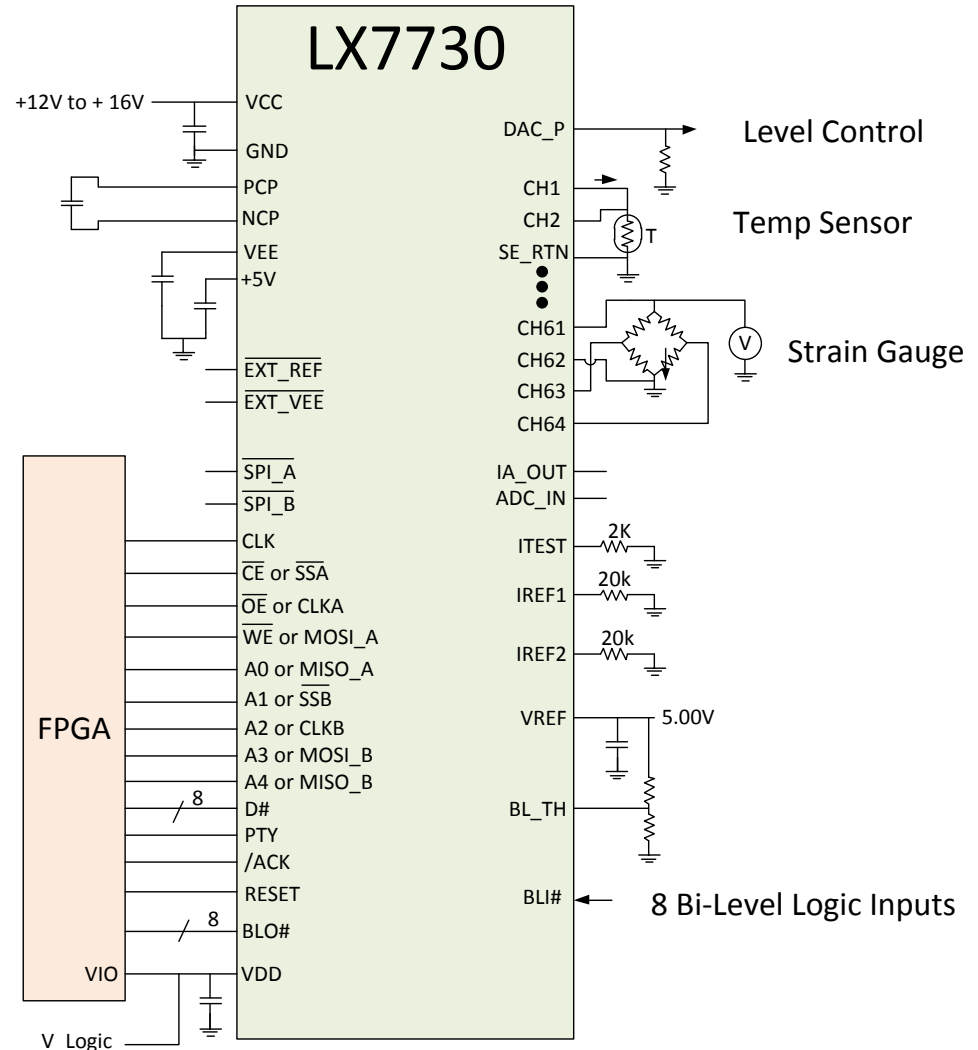 LX7730
+12V to + 16V
VCC
GND
PCP
NCP
VEE
+5V
EXT_REF
EXT_VEE
SPI_A
SPI_B
CLK
CE or SSA
OE or CLKA
WE or MOSI_A
A0 or MISO_A
A1 or SSB
A2 or CLKB
A3 or MOSI_B
A4 or MISO_B
8
D#
PTY
/ACK
RESET
8
BLO#
VIO
VDD
V_Logic
FPGA
DAC_P
Level Control
CH1
CH2
SE_RTN
T
Temp Sensor
CH61
CH62
CH63
CH64
V
Strain Gauge
IA_OUT
ADC_IN
ITEST
2K
IREF1
20k
IREF2
20k
VREF
5.00V
BL_TH
BLI#
8 Bi-Level Logic Inputs